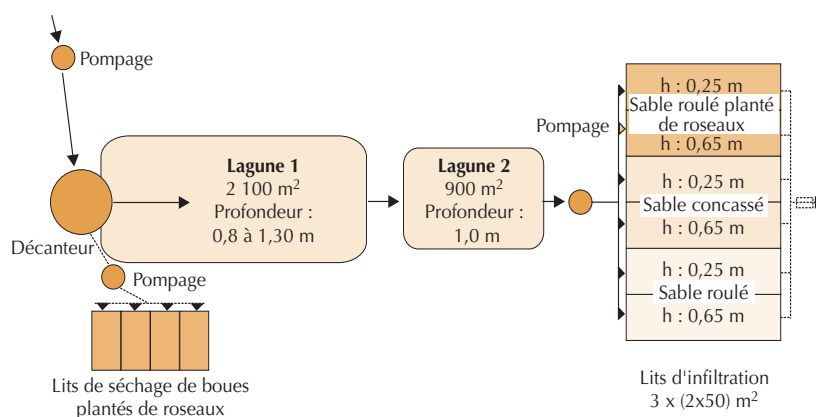 Pompage
Décanteur
Pompage
Lits de séchage de boues
plantés de roseaux
Lagune 1
2 100 m²
Profondeur :
0,8 à 1,30 m
Lagune 2
900 m²
Profondeur :
1,0 m
Pompage
h : 0,25 m
Sable roulé planté
de roseaux
h : 0,65 m
h : 0,25 m
Sable concassé
h : 0,65 m
h : 0,25 m
Sable roulé
h : 0,65 m
Lits d'infiltration
3 x (2x50) m²